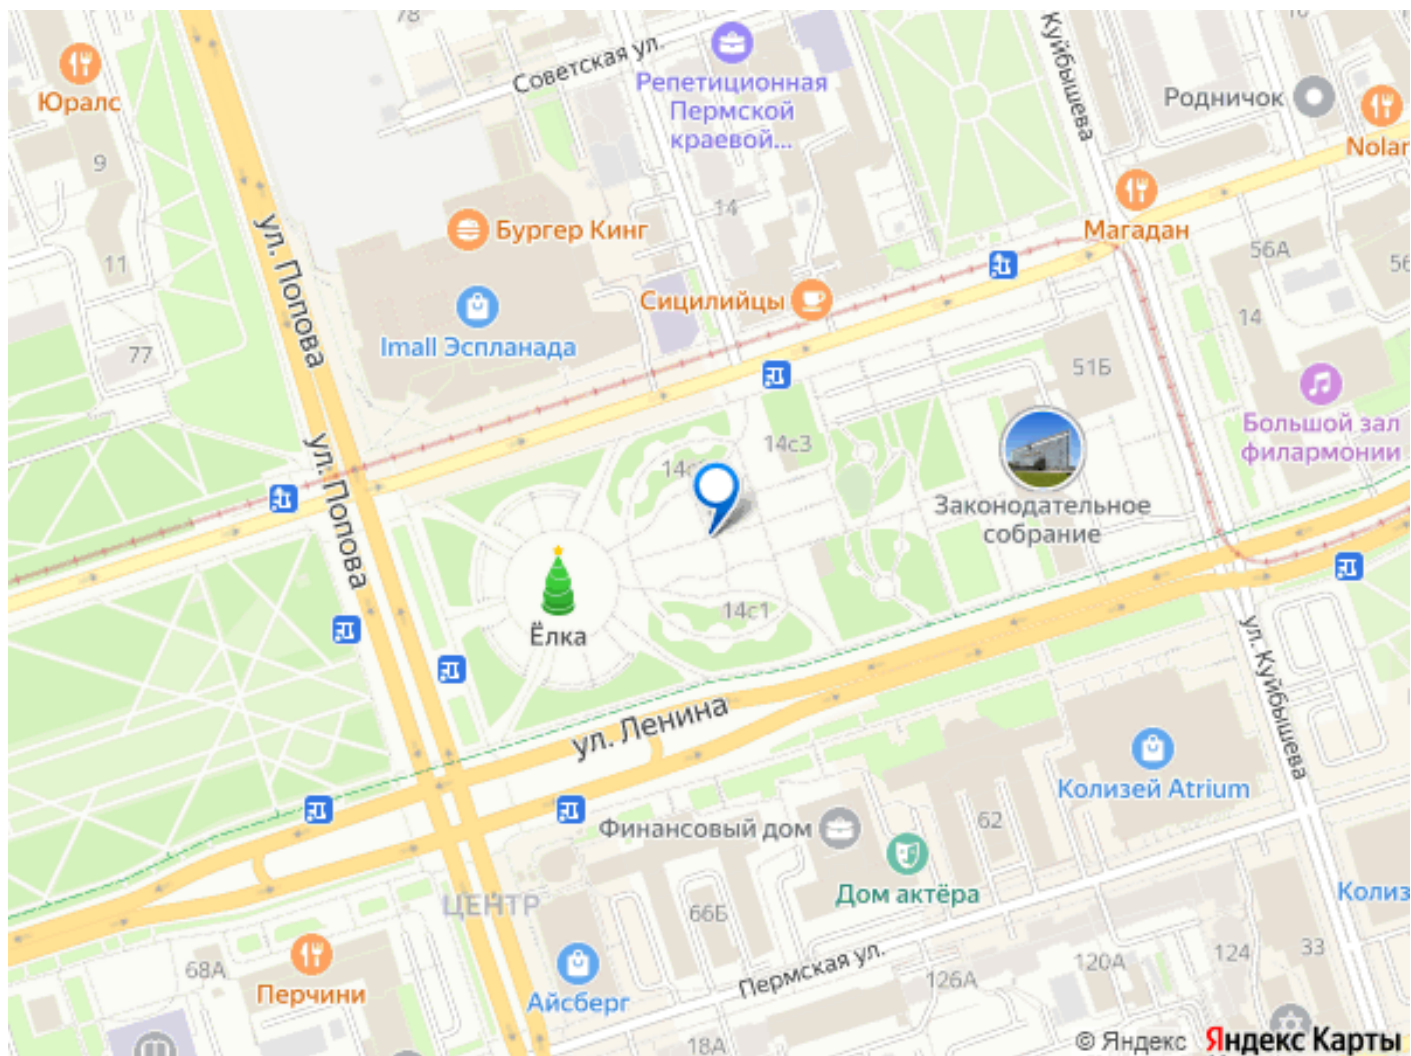 78
Советская ул.
Репетиционная
Пермской
краевой...
ул. Куйбышева
Юралс
Родничок
Nolan
9
14
Магадан
Бургер Кинг
11
56А
56
Сицилийцы
14
ул. Попова
Imall Эспланада
77
51Б
Большой зал
филармонии
14с3
ул. Попова
Законодательное
собрание
Ёлка
14с1
ул. Куйбышева
ул. Ленина
Колизей Atrium
Финансовый дом
62
Дом актёра
Колиз
ЦЕНТР
66Б
68А
Перчини
Айсберг
Пермская ул.
126А
120А
124
33
18А
© Яндекс Яндекс Карты